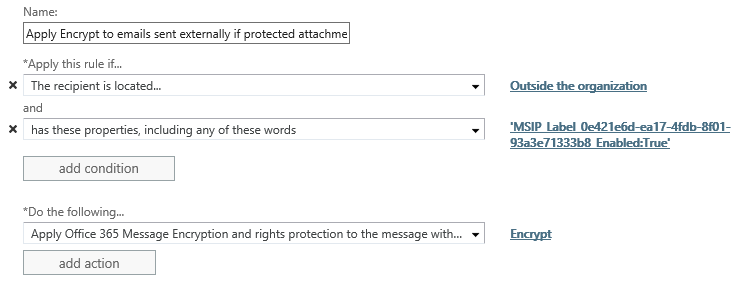 Name:
Apply Encrypt to emails sent externally if protected attachme
*Apply this rule if...
The recipient is located...
Outside the organization
and
has these properties, including any of these words
'MSIP_Label_0e421e6d-ea17-4fdb-8f01-
93a3e71333b8_Enabled:True'
add condition
*Do the following...
Apply Office 365 Message Encryption and rights protection to the message with...
Encrypt
add action